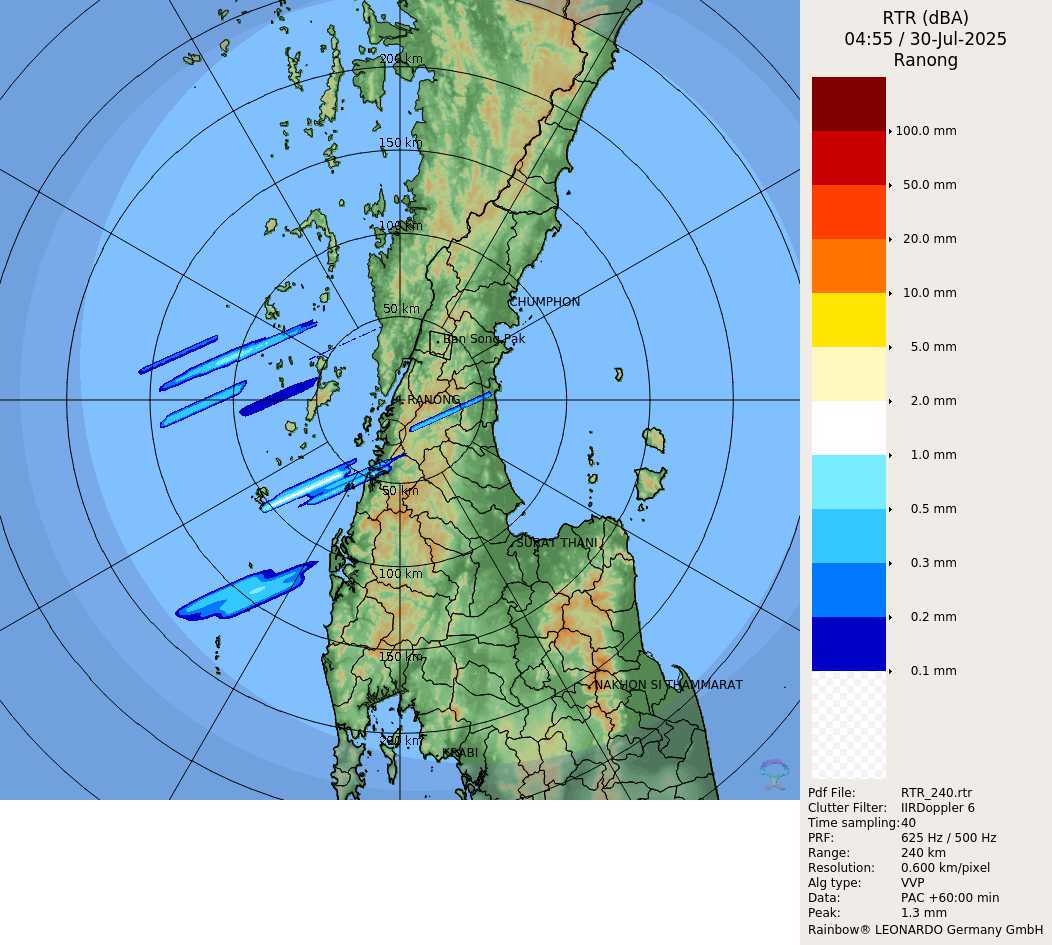 RTR (dBA)
04:55 / 30-Jul-2025
Ranong
200 km
150 km
100 km
50 km
CHUMPHON
Ban Song Pak
RANONG
50 km
SURAT THANI
100 km
150 km
NAKHON SI THAMMARAT
200 km
KRABI
100.0 mm
50.0 mm
20.0 mm
10.0 mm
5.0 mm
2.0 mm
1.0 mm
0.5 mm
0.3 mm
0.2 mm
0.1 mm
Pdf File: RTR_240.rtr
Clutter Filter: IIRDoppler 6
Time sampling:40
PRF: 625 Hz / 500 Hz
Range: 240 km
Resolution: 0.600 km/pixel
Alg type: VVP
Data: PAC +60:00 min
Peak: 1.3 mm
Rainbow® LEONARDO Germany GmbH